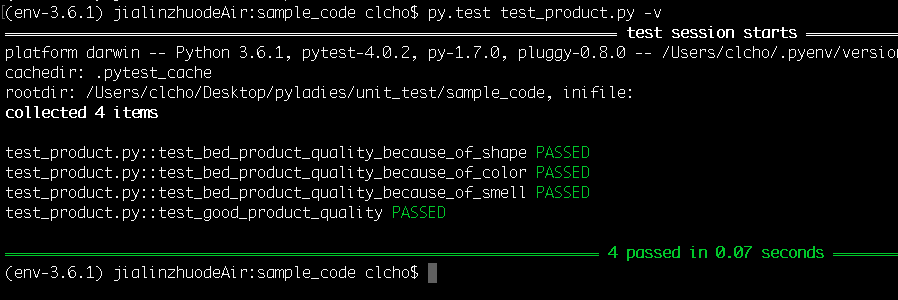 (env-3.6.1) jialinzhuodeAir:sample_code clcho$ py.test test_product.py -v
test session starts
platform darwin -- Python 3.6.1, pytest-4.0.2, py-1.7.0, pluggy-0.8.0 -- /Users/clcho/.pyenv/version
cachedir: .pytest_cache
rootdir: /Users/clcho/Desktop/pyladies/unit_test/sample_code, inifile:
collected 4 items
test_product.py::test_bed_product_quality_because_of_shape PASSED
test_product.py::test_bed_product_quality_because_of_color PASSED
test_product.py::test_bed_product_quality_because_of_smell PASSED
test_product.py::test_good_product_quality PASSED
4 passed in 0.07 seconds
(env-3.6.1) jialinzhuodeAir:sample_code clcho$